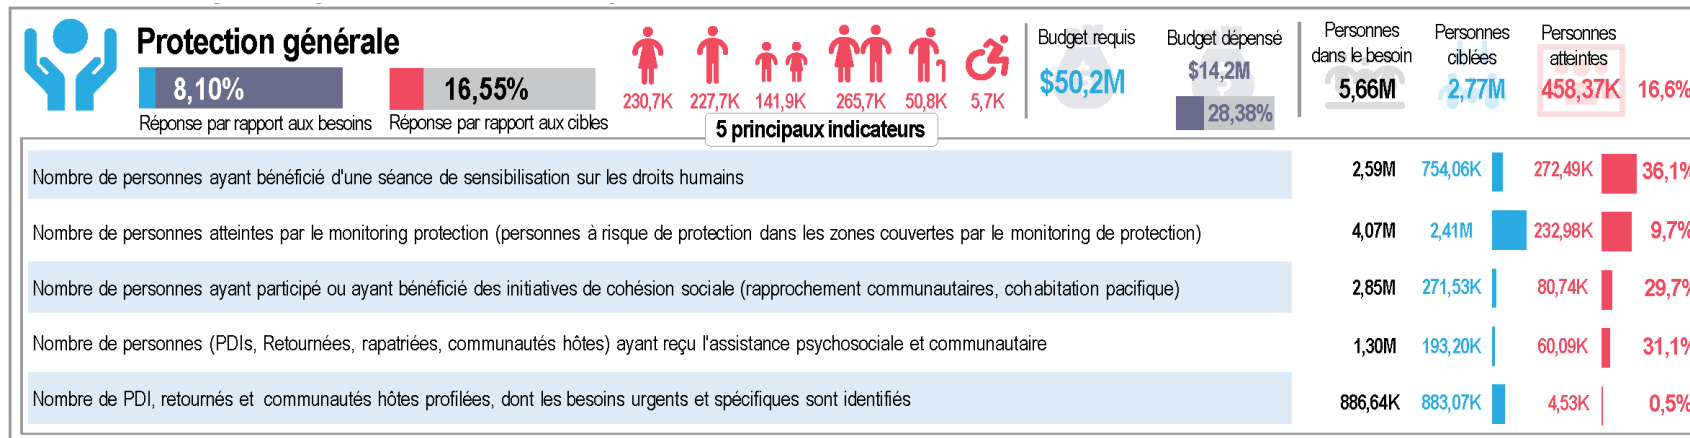 Protection générale
8,10%
Réponse par rapport aux besoins
16,55%
Réponse par rapport aux cibles
230,7K 227,7K 141,9K 265,7K 50,8K 5,7K
Budget requis
$50,2M
Budget dépensé
$14,2M
28,38%
Personnes
dans le besoin
5,66M
Personnes
ciblées
2,77M
Personnes
atteintes
458,37K 16,6%
5 principaux indicateurs
Nombre de personnes ayant bénéficié d'une séance de sensibilisation sur les droits humains 2,59M 754,06K 272,49K 36,1%
Nombre de personnes atteintes par le monitoring protection (personnes à risque de protection dans les zones couvertes par le monitoring de protection) 4,07M 2,41M 232,98K 9,7%
Nombre de personnes ayant participé ou ayant bénéficié des initiatives de cohésion sociale (rapprochement communautaires, cohabitation pacifique) 2,85M 271,53K 80,74K 29,7%
Nombre de personnes (PDIs, Retournées, rapatriées, communautés hôtes) ayant reçu l'assistance psychosociale et communautaire 1,30M 193,20K 60,09K 31,1%
Nombre de PDI, retournés et communautés hôtes profilées, dont les besoins urgents et spécifiques sont identifiés 886,64K 883,07K 4,53K 0,5%